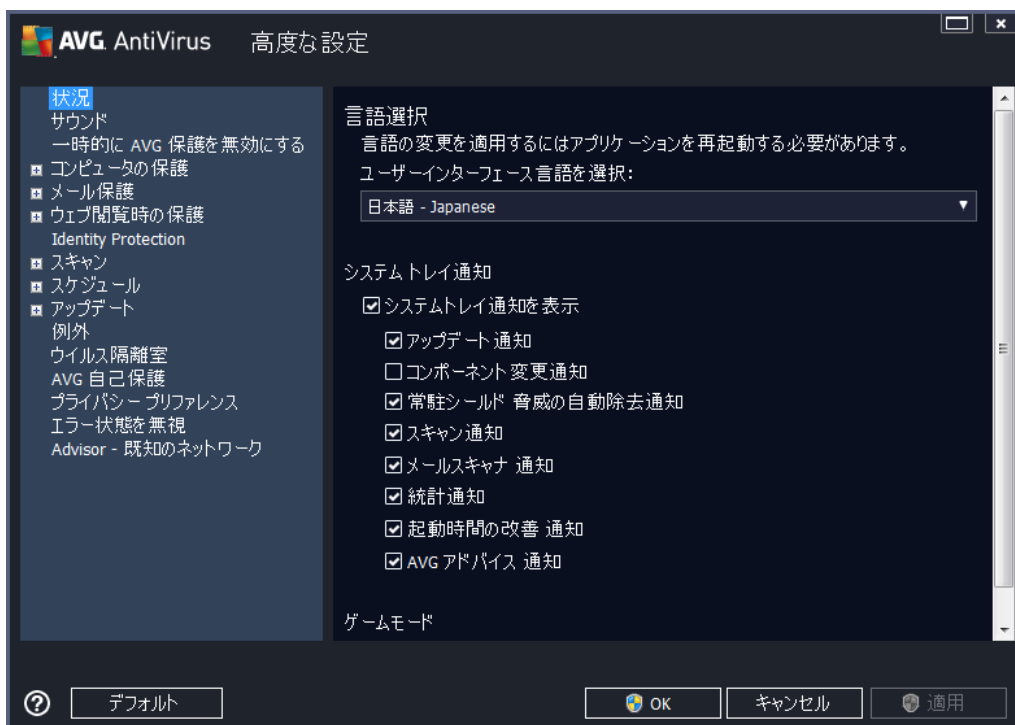 AVG AntiVirus 高度な設定
状況
サウンド
一時的に AVG 保護を無効にする
コンピュータの保護
メール保護
ウェブ閲覧時の保護
Identity Protection
スキャン
スケジュール
アップデート
例外
ウイルス隔離室
AVG 自己保護
プライバシー プリファレンス
エラー状態を無視
Advisor - 既知のネットワーク
言語選択
言語の変更を適用するにはアプリケーションを再起動する必要があります。
ユーザーインターフェース言語を選択:
日本語 - Japanese
システムトレイ通知
システムトレイ通知を表示
アップデート通知
コンポーネント変更通知
常駐シールド 脅威の自動除去通知
スキャン通知
メールスキャナ 通知
統計通知
起動時間の改善 通知
AVG アドバイス 通知
ゲームモード
デフォルト
OK
キャンセル
適用